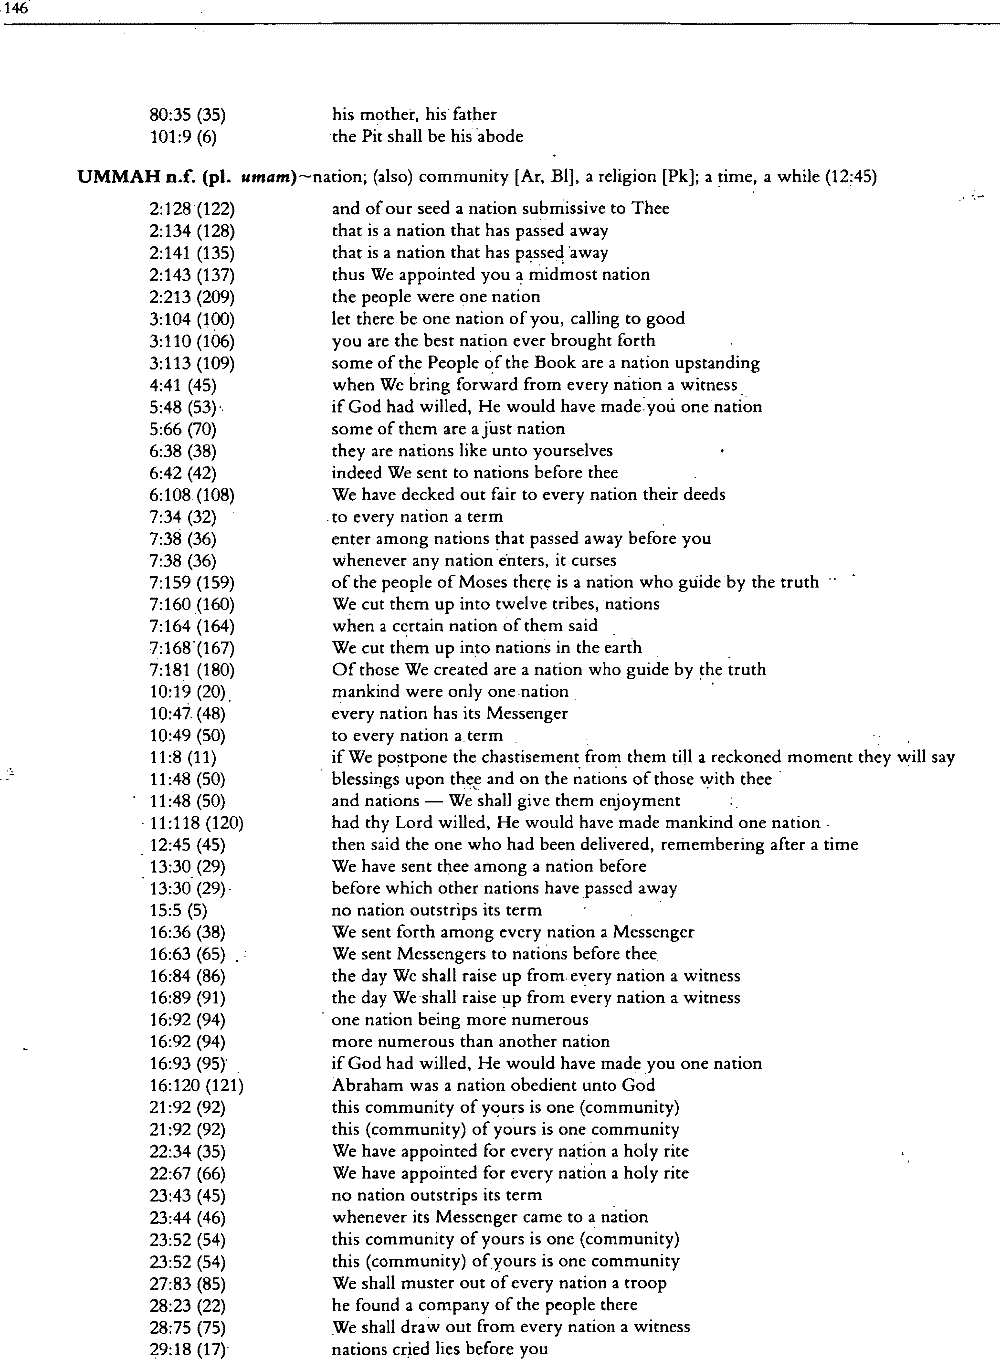 146
80:35 (35) his mother, his father
101:9 (6) the Pit shall be his abode
UMMAH n.f. (pl. umam)~nation; (also) community [Ar, Bl], a religion [Pk]; a time, a while (12:45)
2:128 (122) and of our seed a nation submissive to Thee
2:134 (128) that is a nation that has passed away
2:141 (135) that is a nation that has passed away
2:143 (137) thus We appointed you a midmost nation
2:213 (209) the people were one nation
3:104 (100) let there be one nation of you, calling to good
3:110 (106) you are the best nation ever brought forth
3:113 (109) some of the People of the Book are a nation upstanding
4:41 (45) when We bring forward from every nation a witness
5:48 (53) if God had willed, He would have made you one nation
5:66 (70) some of them are a just nation
6:38 (38) they are nations like unto yourselves
6:42 (42) indeed We sent to nations before thee
6:108 (108) We have decked out fair to every nation their deeds
7:34 (32) to every nation a term
7:38 (36) enter among nations that passed away before you
7:38 (36) whenever any nation enters, it curses
7:159 (159) of the people of Moses there is a nation who guide by the truth
7:160 (160) We cut them up into twelve tribes, nations
7:164 (164) when a certain nation of them said
7:168 (167) We cut them up into nations in the earth
7:181 (180) Of those We created are a nation who guide by the truth
10:19 (20) mankind were only one nation
10:47 (48) every nation has its Messenger
10:49 (50) to every nation a term
11:8 (11) if We postpone the chastisement from them till a reckoned moment they will say
11:48 (50) blessings upon thee and on the nations of those with thee
11:48 (50) and nations — We shall give them enjoyment
11:118 (120) had thy Lord willed, He would have made mankind one nation
12:45 (45) then said the one who had been delivered, remembering after a time
13:30 (29) We have sent thee among a nation before
13:30 (29) before which other nations have passed away
15:5 (5) no nation outstrips its term
16:36 (38) We sent forth among every nation a Messenger
16:63 (65) We sent Messengers to nations before thee
16:84 (86) the day We shall raise up from every nation a witness
16:89 (91) the day We shall raise up from every nation a witness
16:92 (94) one nation being more numerous
16:92 (94) more numerous than another nation
16:93 (95) if God had willed, He would have made you one nation
16:120 (121) Abraham was a nation obedient unto God
21:92 (92) this community of yours is one (community)
21:92 (92) this (community) of yours is one community
22:34 (35) We have appointed for every nation a holy rite
22:67 (66) We have appointed for every nation a holy rite
23:43 (45) no nation outstrips its term
23:44 (46) whenever its Messenger came to a nation
23:52 (54) this community of yours is one (community)
23:52 (54) this (community) of yours is one community
27:83 (85) We shall muster out of every nation a troop
28:23 (22) he found a company of the people there
28:75 (75) We shall draw out from every nation a witness
29:18 (17) nations cried lies before you